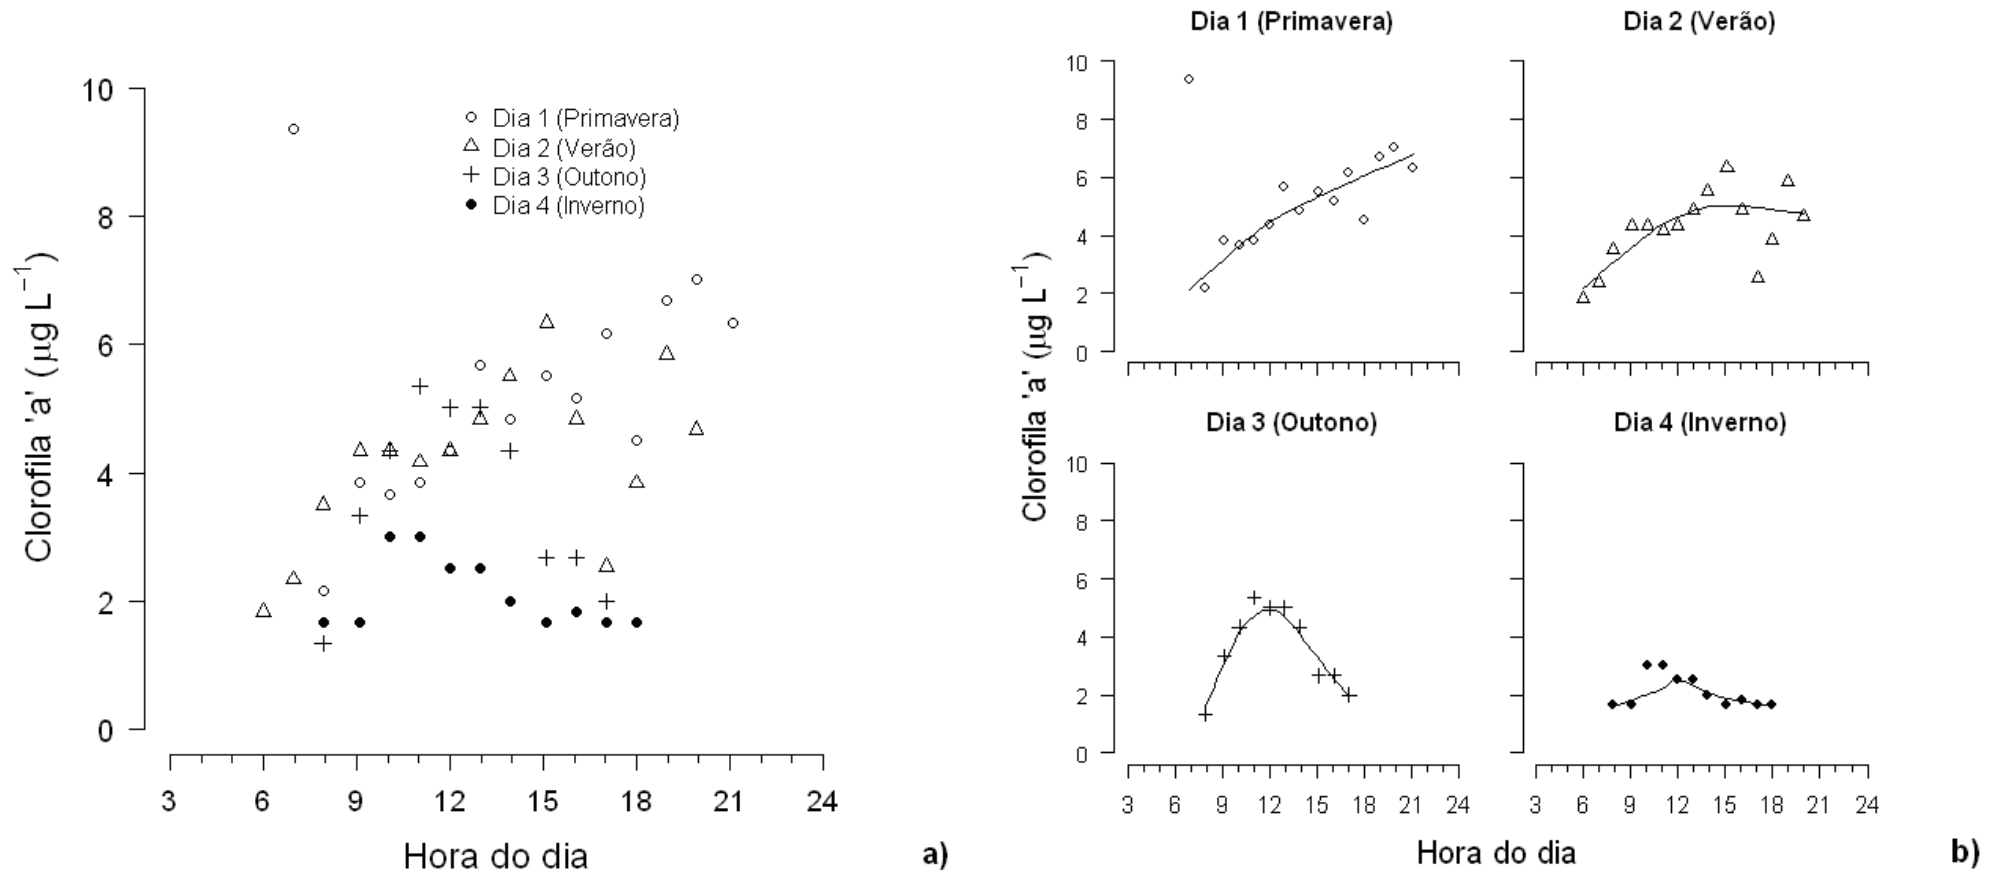 10
8
6
4
2
0
Clorofila 'a' (µg L⁻¹)
Dia 1 (Primavera)
Dia 2 (Verão)
Dia 3 (Outono)
Dia 4 (Inverno)
3 6 9 12 15 18 21 24
Hora do dia
a)
Dia 1 (Primavera) Dia 2 (Verão)
10
8
6
4
2
0
Clorofila 'a' (µg L⁻¹)
Dia 3 (Outono) Dia 4 (Inverno)
10
8
6
4
2
0
3 6 9 12 15 18 21 24 3 6 9 12 15 18 21 24
Hora do dia
b)